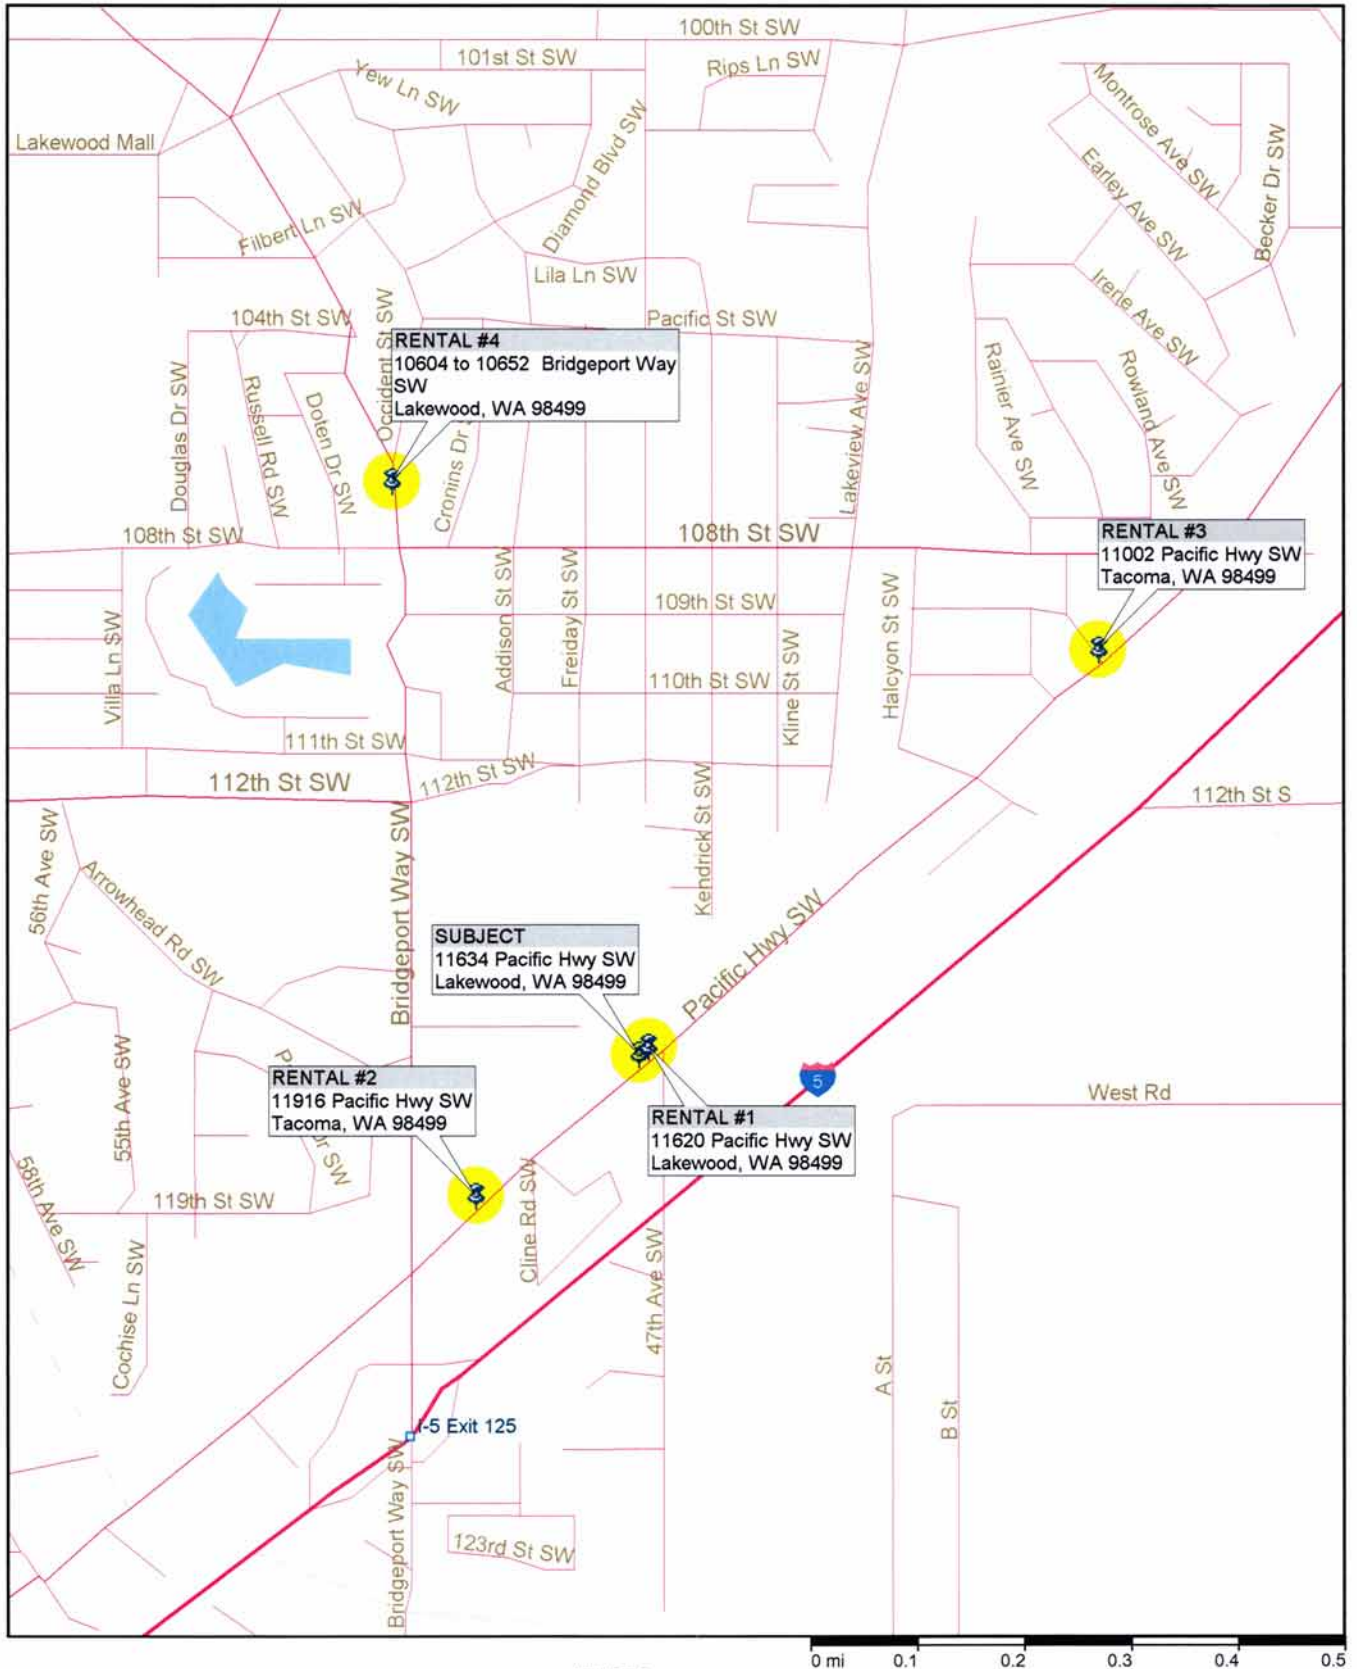 100th St SW
101st St SW
Rips Ln SW
Yew Ln SW
Montrose Ave SW
Lakewood Mall
Diamond Blvd SW
Earley Ave SW
Becker Dr SW
Filbert Ln SW
Lila Ln SW
Irene Ave SW
104th St SW
Occident St SW
Pacific St SW
RENTAL #4
10604 to 10652 Bridgeport Way
SW
Lakewood, WA 98499
Douglas Dr SW
Russell Rd SW
Doten Dr SW
Cronins Dr
Lakeview Ave SW
Rainier Ave SW
Rowland Ave SW
108th St SW
108th St SW
RENTAL #3
11002 Pacific Hwy SW
Tacoma, WA 98499
Villa Ln SW
Addison St SW
Freiday St SW
109th St SW
110th St SW
Kline St SW
Halcyon St SW
111th St SW
112th St SW
112th St SW
112th St S
56th Ave SW
Arrowhead Rd SW
Bridgeport Way SW
Kendrick St SW
Pacific Hwy SW
SUBJECT
11634 Pacific Hwy SW
Lakewood, WA 98499
55th Ave SW
RENTAL #2
11916 Pacific Hwy SW
Tacoma, WA 98499
5
West Rd
RENTAL #1
11620 Pacific Hwy SW
Lakewood, WA 98499
58th Ave SW
119th St SW
Cline Rd SW
Cochise Ln SW
47th Ave SW
A St
B St
I-5 Exit 125
Bridgeport Way SW
123rd St SW
0 mi 0.1 0.2 0.3 0.4 0.5